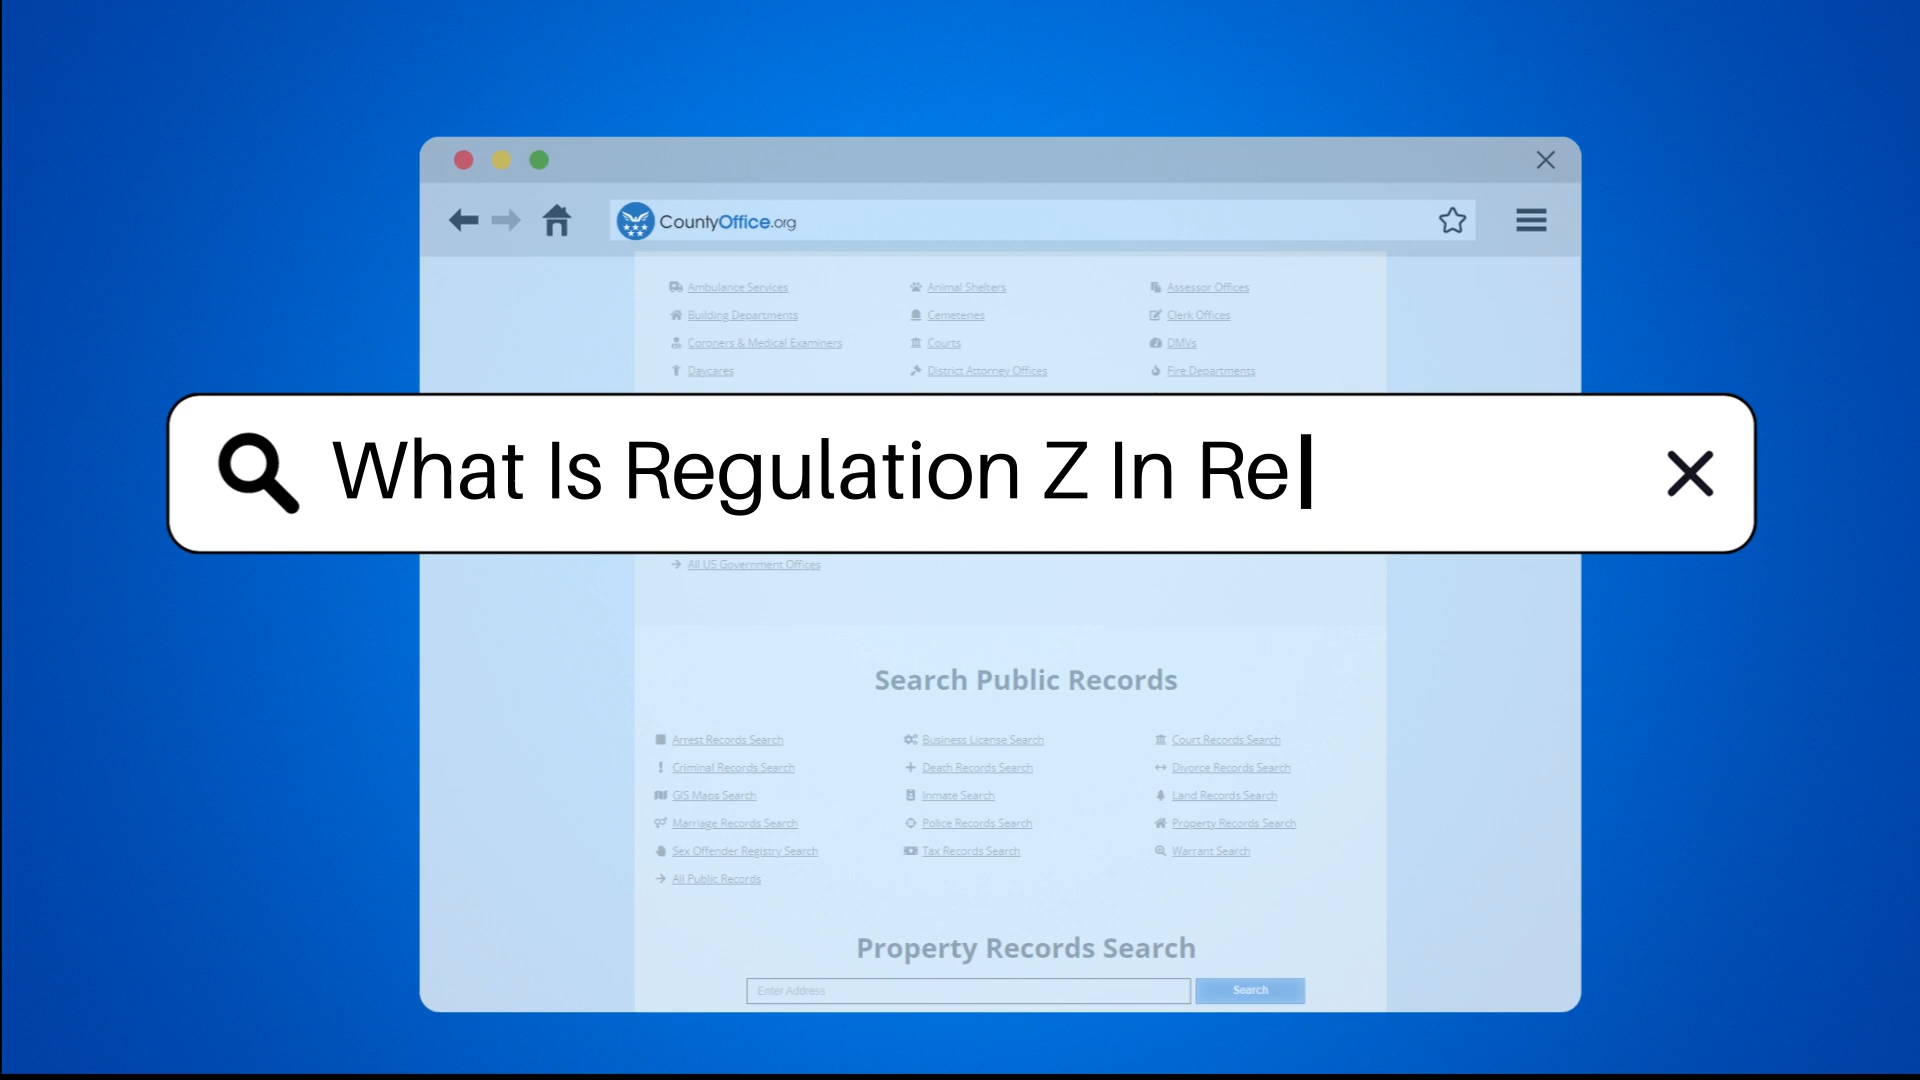 CountyOffice.org
Ambulance Services Animal Shelters Assessor Offices
Building Departments Cemeteries Clerk Offices
Coroners & Medical Examiners Courts DMVs
Daycares District Attorney Offices Fire Departments
What Is Regulation Z In Re
All US Government Offices
Search Public Records
Arrest Records Search Business License Search Court Records Search
Criminal Records Search Death Records Search Divorce Records Search
GIS Maps Search Inmate Search Land Records Search
Marriage Records Search Police Records Search Property Records Search
Sex Offender Registry Search Tax Records Search Warrant Search
All Public Records
Property Records Search
Enter Address Search